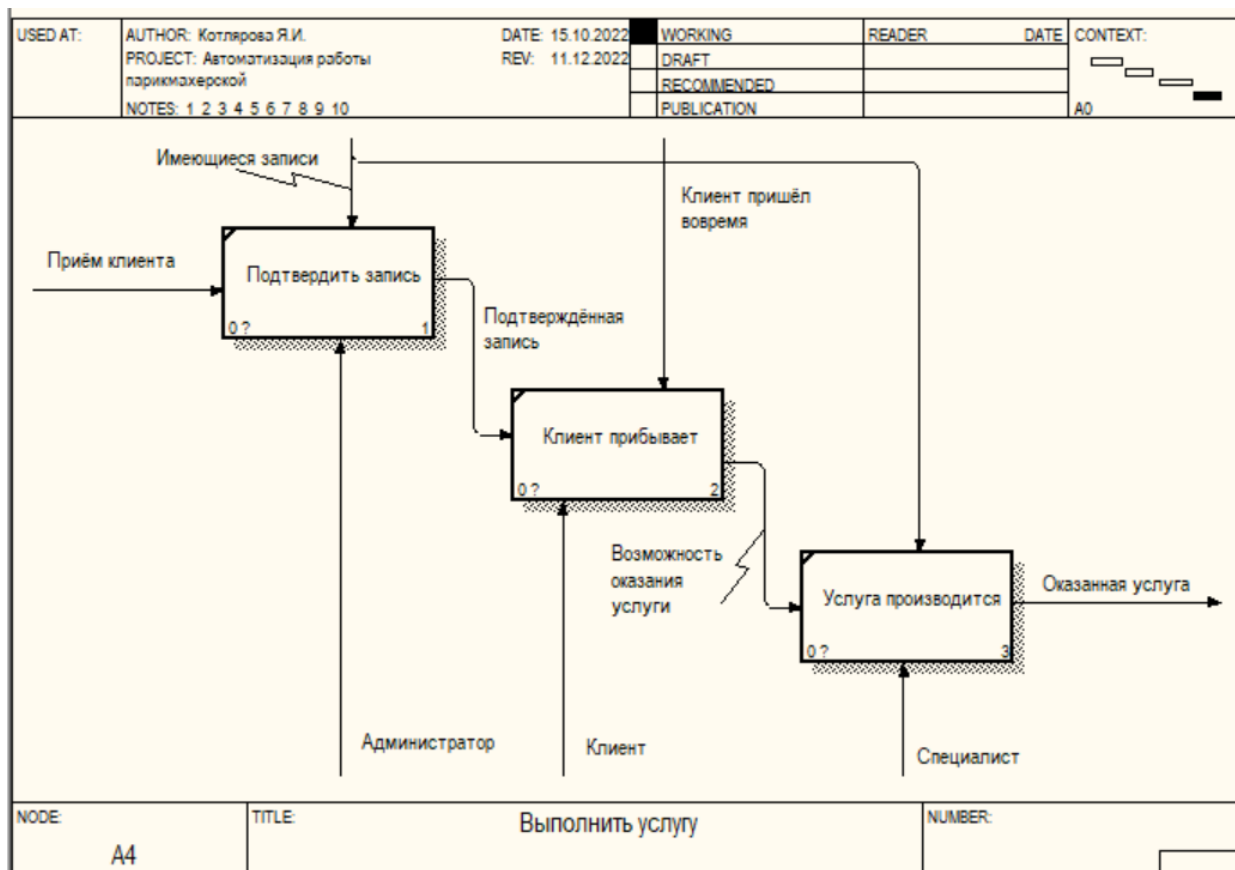 USED AT:
AUTHOR: Котлярова Я.И.
DATE: 15.10.2022
WORKING
READER
DATE
CONTEXT:
PROJECT: Автоматизация работы
REV: 11.12.2022
DRAFT
парикмахерской
RECOMMENDED
NOTES: 1 2 3 4 5 6 7 8 9 10
PUBLICATION
A0
Имеющиеся записи
Клиент пришёл
вовремя
Приём клиента
Подтвердить запись
0 ?
1
Подтверждённая
запись
Клиент прибывает
0 ?
2
Возможность
оказания
услуги
Услуга производится
0 ?
3
Оказанная услуга
Администратор
Клиент
Специалист
NODE:
TITLE:
Выполнить услугу
NUMBER:
A4